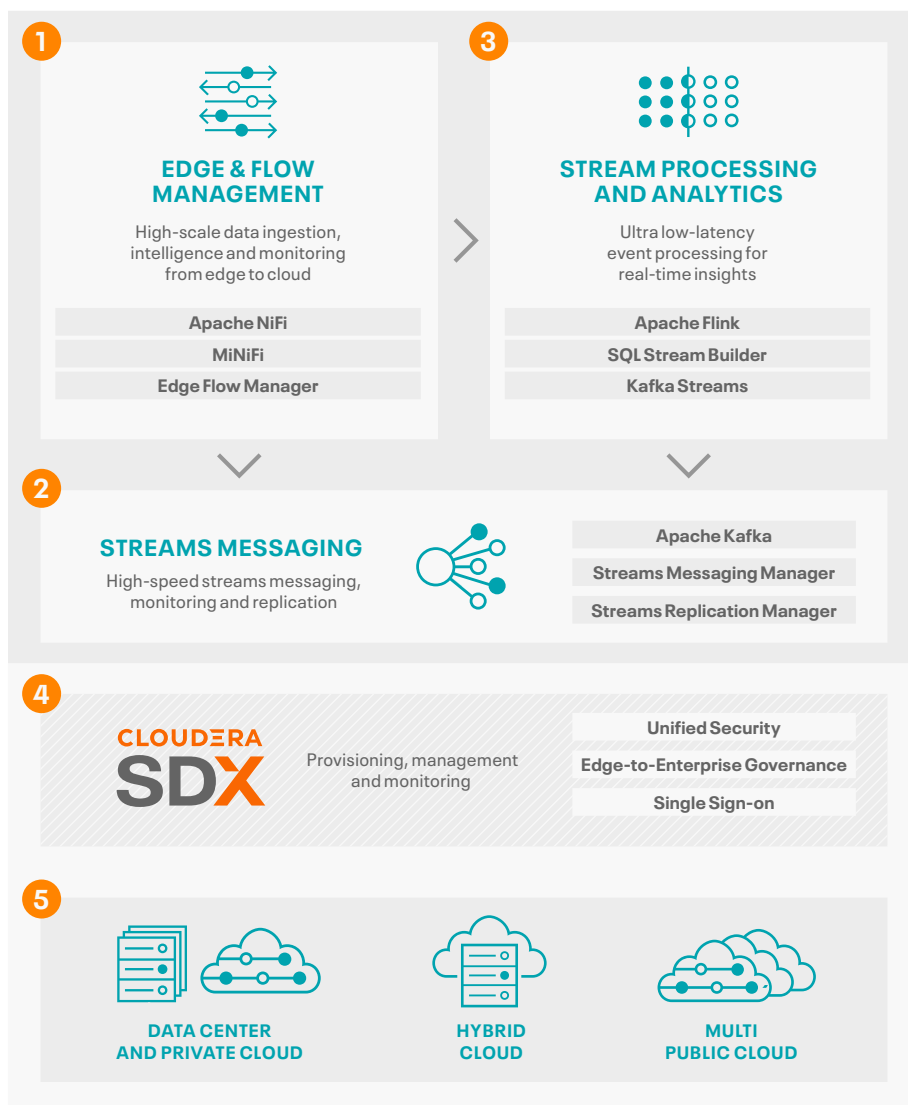 1
EDGE & FLOW
MANAGEMENT
High-scale data ingestion,
intelligence and monitoring
from edge to cloud
Apache NiFi
MiNiFi
Edge Flow Manager
3
STREAM PROCESSING
AND ANALYTICS
Ultra low-latency
event processing for
real-time insights
Apache Flink
SQL Stream Builder
Kafka Streams
2
STREAMS MESSAGING
High-speed streams messaging,
monitoring and replication
Apache Kafka
Streams Messaging Manager
Streams Replication Manager
4
CLOUDERA
SDX
Provisioning, management
and monitoring
Unified Security
Edge-to-Enterprise Governance
Single Sign-on
5
DATA CENTER
AND PRIVATE CLOUD
HYBRID
CLOUD
MULTI
PUBLIC CLOUD